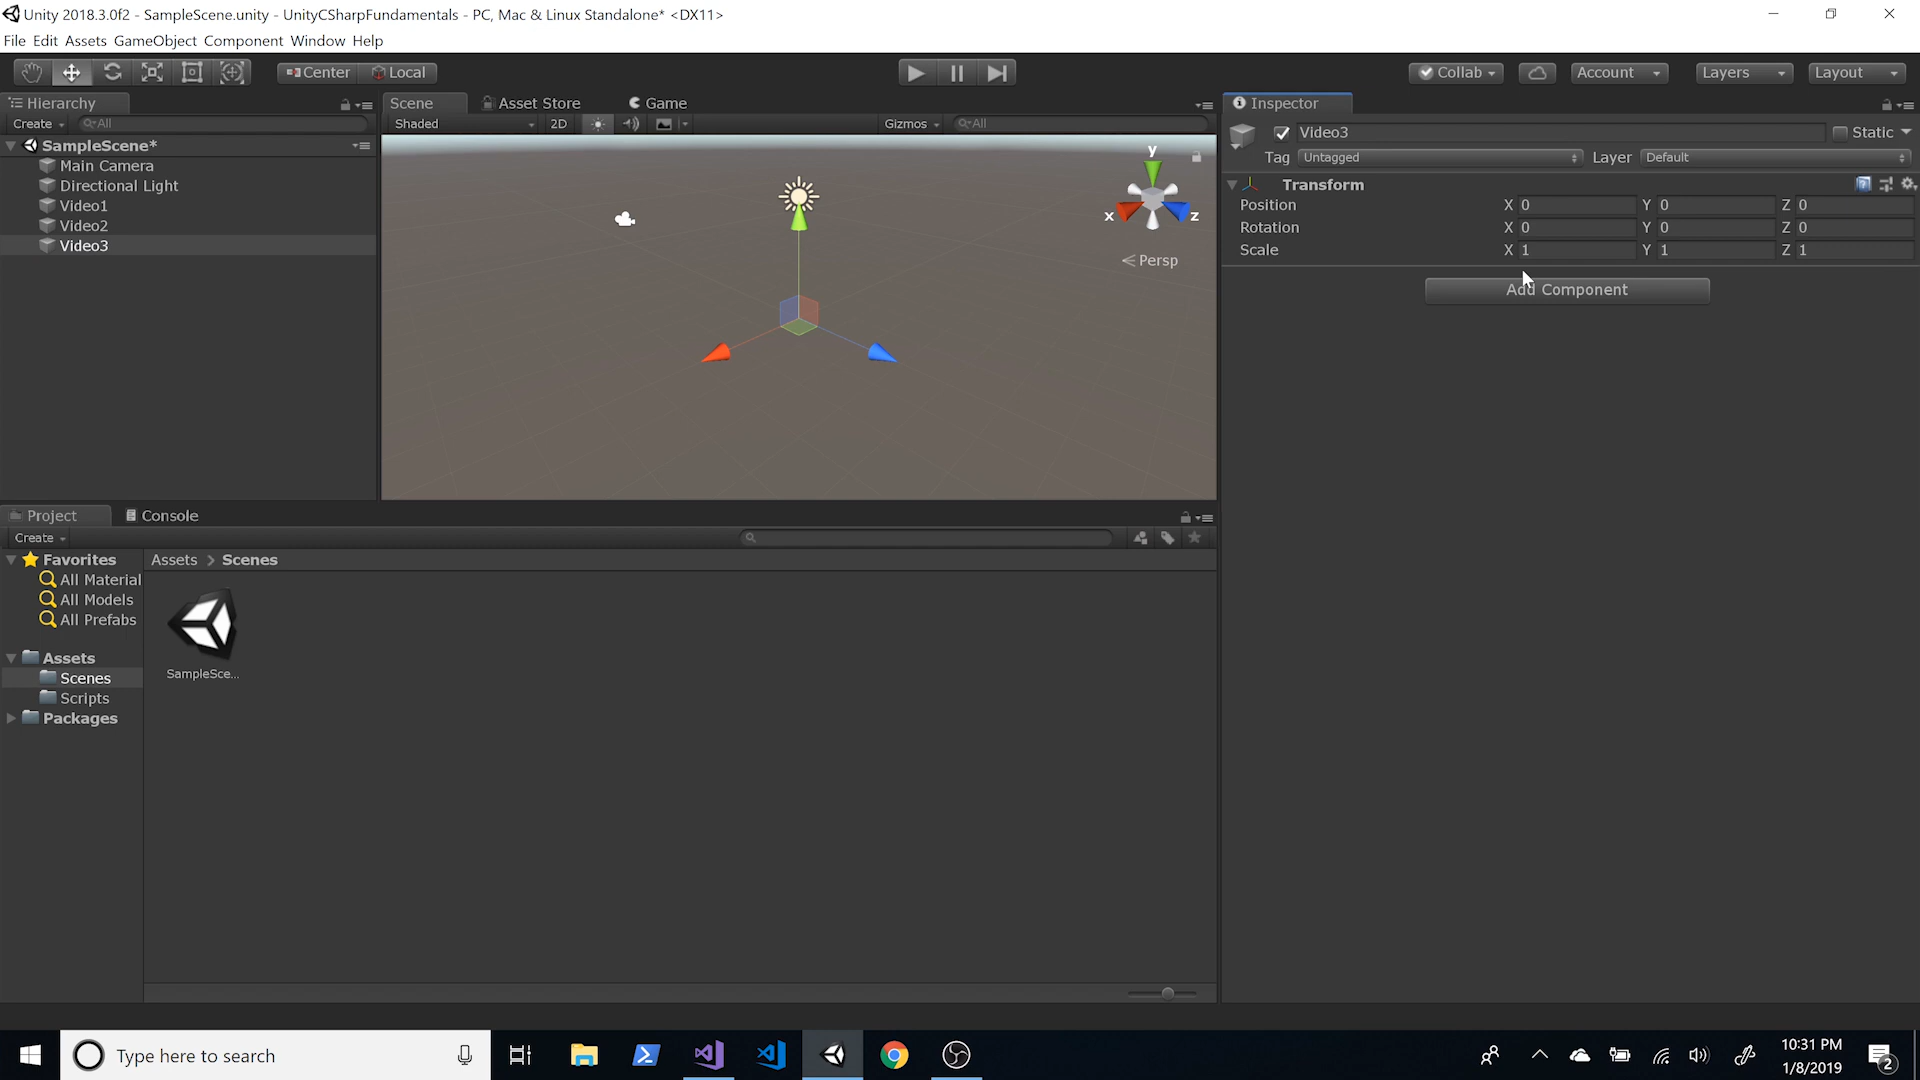 Unity 2018.3.0f2 - SampleScene.unity - UnityCSharpFundamentals - PC, Mac & Linux Standalone* <DX11>
File Edit Assets GameObject Component Window Help
Center Local Collab Account Layers Layout
Hierarchy
Create All
SampleScene*
Main Camera
Directional Light
Video1
Video2
Video3
Scene Asset Store Game
Shaded 2D Gizmos All
y
x z
Persp
Inspector
Video3 Static
Tag Untagged Layer Default
Transform
Position X 0 Y 0 Z 0
Rotation X 0 Y 0 Z 0
Scale X 1 Y 1 Z 1
Add Component
Project Console
Create
Favorites
All Material
All Models
All Prefabs
Assets
Scenes
Scripts
Packages
Assets > Scenes
SampleSce...
Type here to search
10:31 PM
1/8/2019
2